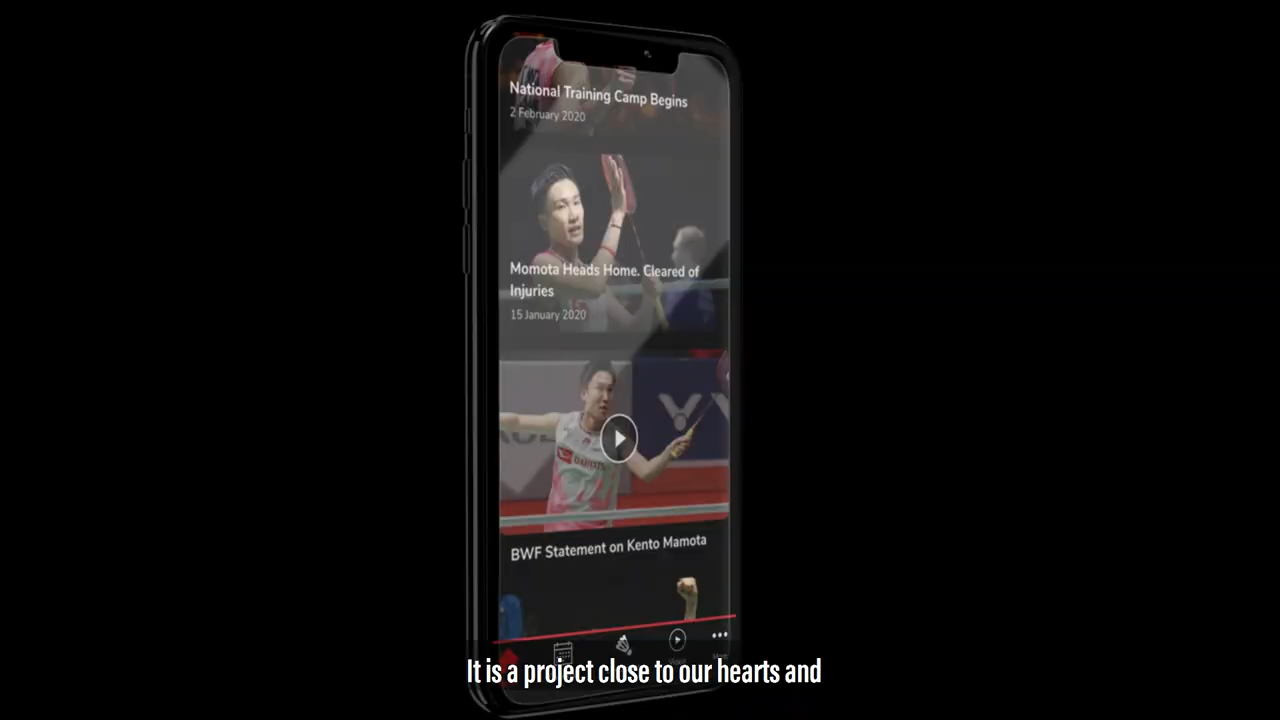 National Training Camp Begins
2 February 2020
Momota Heads Home. Cleared of
Injuries
15 January 2020
BWF Statement on Kento Mamota
It is a project close to our hearts and